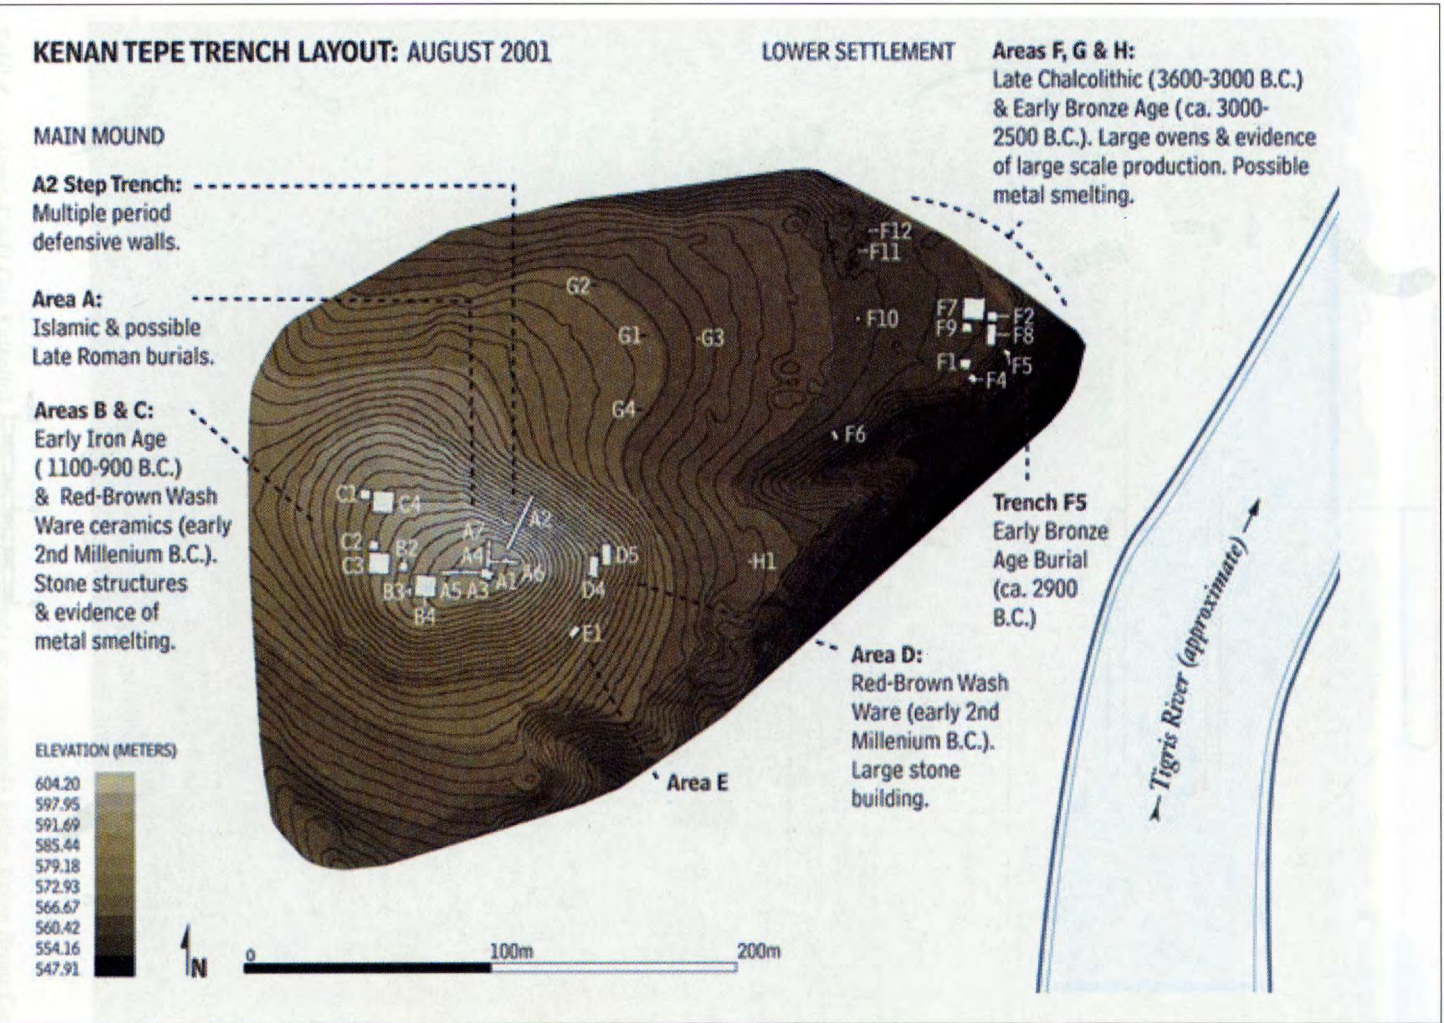 KENAN TEPE TRENCH LAYOUT: AUGUST 2001
LOWER SETTLEMENT
Areas F, G & H:
Late Chalcolithic (3600-3000 B.C.)
& Early Bronze Age (ca. 3000-
2500 B.C.). Large ovens & evidence
of large scale production. Possible
metal smelting.
MAIN MOUND
A2 Step Trench:
Multiple period
defensive walls.
Area A:
Islamic & possible
Late Roman burials.
Areas B & C:
Early Iron Age
( 1100-900 B.C.)
& Red-Brown Wash
Ware ceramics (early
2nd Millenium B.C.).
Stone structures
& evidence of
metal smelting.
F12
F11
G2
F10
F7
F2
F9
F8
G1
G3
F1
F5
F4
G4
F6
C1
C4
A2
A7
C2
B2
A4
D5
C3
A6
H1
B3
A5
A3
A1
D4
B4
E1
Trench F5
Early Bronze
Age Burial
(ca. 2900
B.C.)
Area D:
Red-Brown Wash
Ware (early 2nd
Millenium B.C.).
Large stone
building.
Area E
Tigris River (approximate)
ELEVATION (METERS)
604.20
597.95
591.69
585.44
579.18
572.93
566.67
560.42
554.16
547.91
N
0
100m
200m